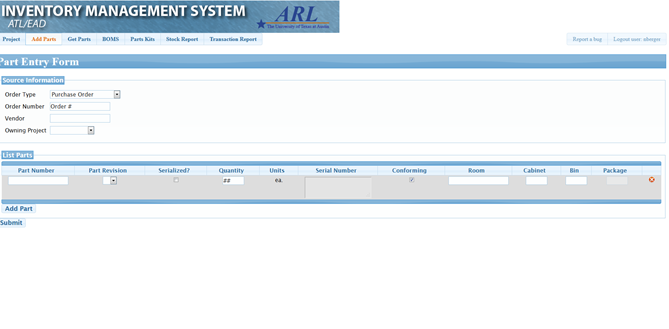 INVENTORY MANAGEMENT SYSTEM
ATL/EAD
ARL
The University of Texas at Austin
Project Add Parts Get Parts BOMS Parts Kits Stock Report Transaction Report Report a bug
Part Entry Form
Source Information
Order Type Purchase Order
Order Number Order #
Vendor
Owning Project
List Parts
Part Number Part Revision Serialized? Quantity Units Serial Number Conforming Room Cabinet Bin Package
## ea.
Add Part
Submit